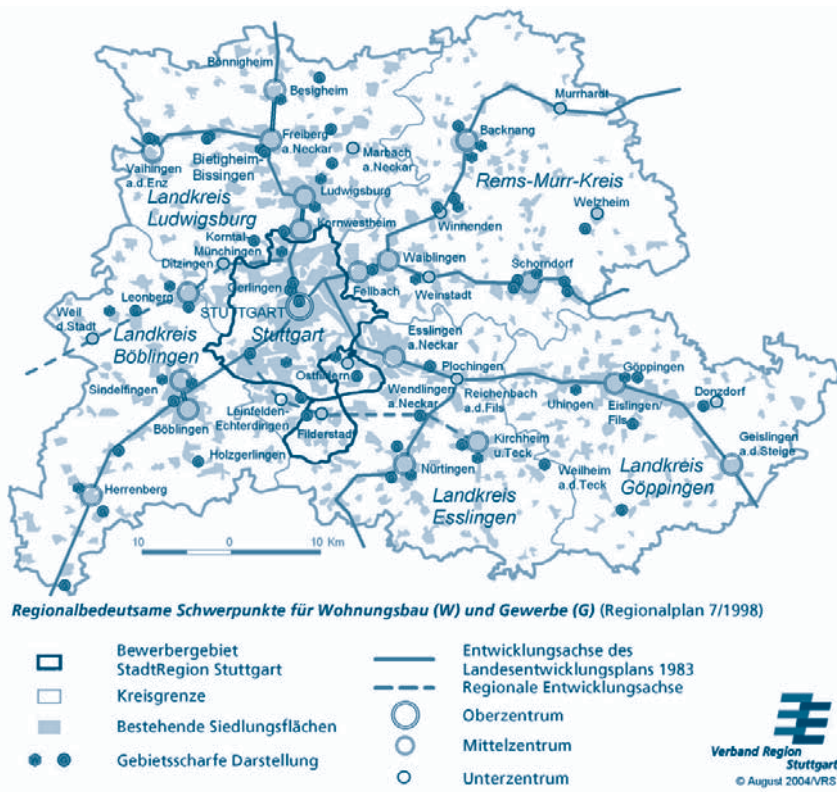 Bönnigheim
Besigheim
Murrhardt
Freiberg
a.Neckar
Backnang
Vaihingen
a.d.Enz
Bietigheim-
Bissingen
Marbach
a.Neckar
Landkreis
Ludwigsburg
Ludwigsburg
Rems-Murr-Kreis
Welzheim
Kornwestheim
Winnenden
Korntal-
Münchingen
Ditzingen
Waiblingen
Schorndorf
Gerlingen
Fellbach
Weinstadt
Leonberg
STUTTGART
Stuttgart
Weil
d.Stadt
Landkreis
Böblingen
Esslingen
a.Neckar
Ostfildern
Plochingen
Göppingen
Sindelfingen
Wendlingen
a.Neckar
Reichenbach
a.d.Fils
Uhingen
Eislingen/
Fils
Donzdorf
Böblingen
Leinfelden-
Echterdingen
Filderstadt
Kirchheim
u.Teck
Geislingen
a.d.Steige
Holzgerlingen
Nürtingen
Weilheim
a.d.Teck
Landkreis
Göppingen
Herrenberg
Landkreis
Esslingen
10 0 10 Km
Regionalbedeutsame Schwerpunkte für Wohnungsbau (W) und Gewerbe (G) (Regionalplan 7/1998)
Bewerbergebiet
StadtRegion Stuttgart
Kreisgrenze
Bestehende Siedlungsflächen
Gebietsscharfe Darstellung
Entwicklungsachse des
Landesentwicklungsplans 1983
Regionale Entwicklungsachse
Oberzentrum
Mittelzentrum
Unterzentrum
Verband Region
Stuttgart
© August 2004/VRS